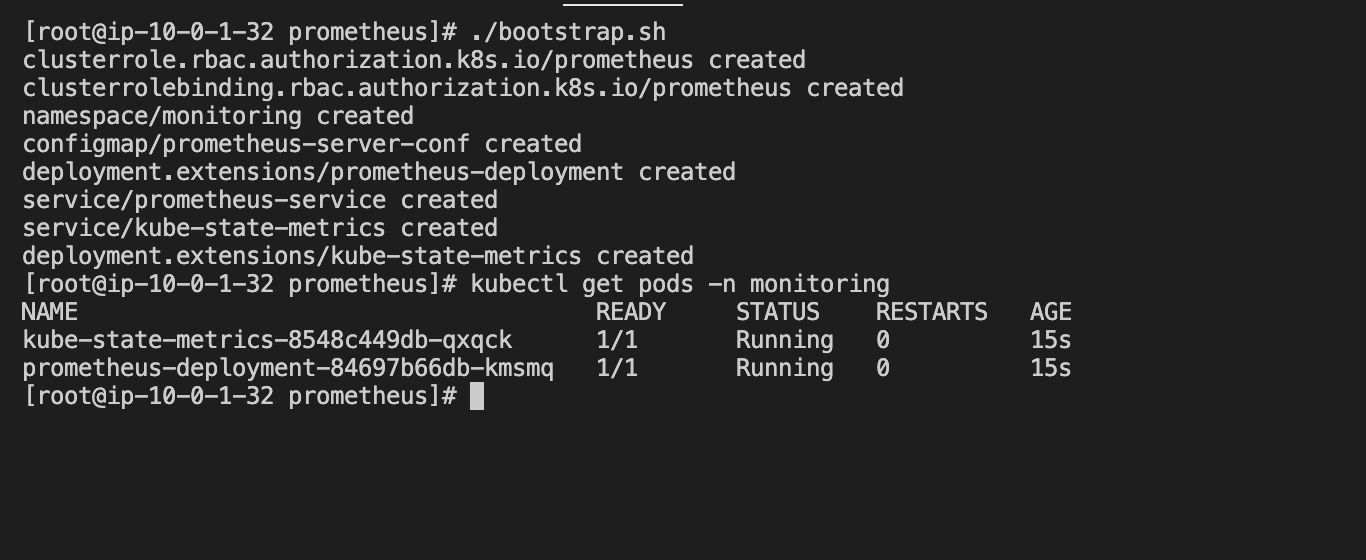 [root@ip-10-0-1-32 prometheus]# ./bootstrap.sh
clusterrole.rbac.authorization.k8s.io/prometheus created
clusterrolebinding.rbac.authorization.k8s.io/prometheus created
namespace/monitoring created
configmap/prometheus-server-conf created
deployment.extensions/prometheus-deployment created
service/prometheus-service created
service/kube-state-metrics created
deployment.extensions/kube-state-metrics created
[root@ip-10-0-1-32 prometheus]# kubectl get pods -n monitoring
NAME                                     READY     STATUS    RESTARTS   AGE
kube-state-metrics-8548c449db-qxqck      1/1       Running   0          15s
prometheus-deployment-84697b66db-kmsmq   1/1       Running   0          15s
[root@ip-10-0-1-32 prometheus]#